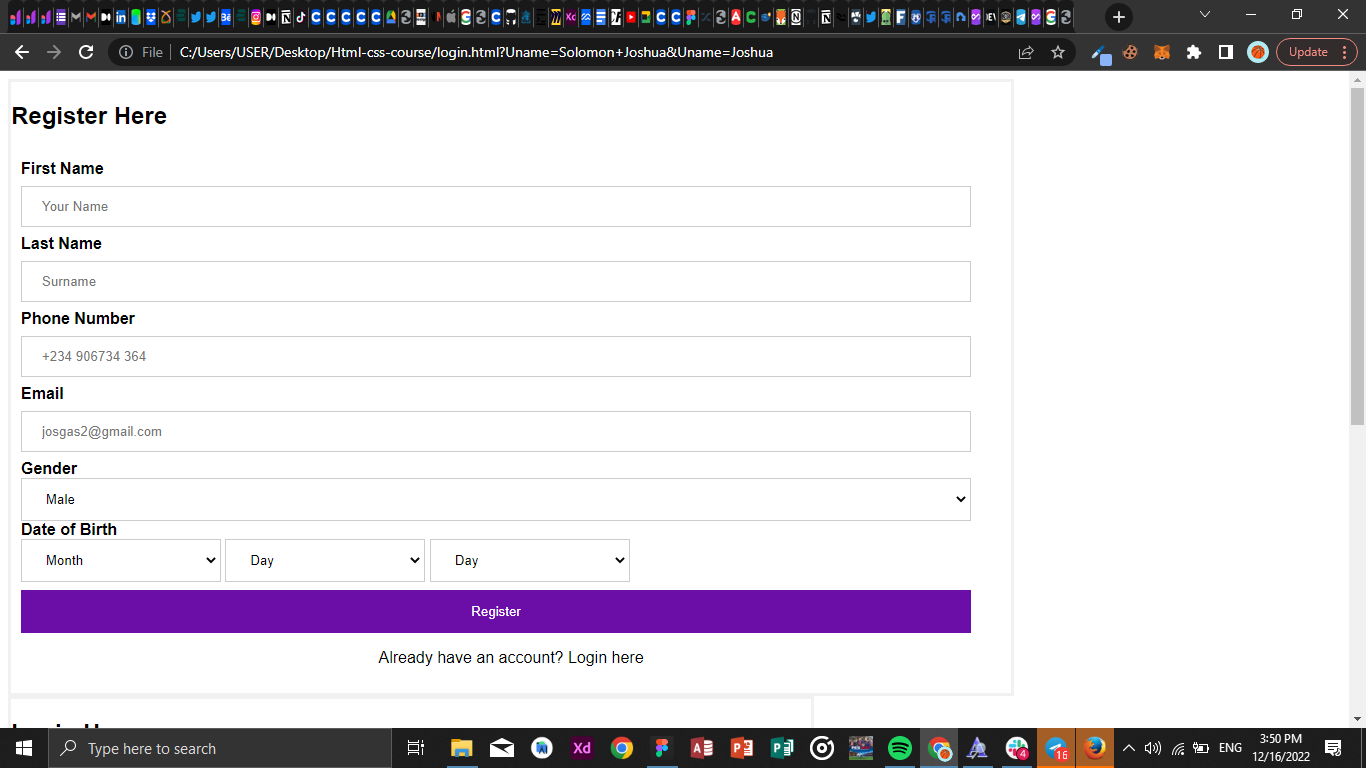 File C:/Users/USER/Desktop/Html-css-course/login.html?Uname=Solomon+Joshua&Uname=Joshua
Update
Register Here
First Name
Your Name
Last Name
Surname
Phone Number
+234 906734 364
Email
josgas2@gmail.com
Gender
Male
Date of Birth
Month Day Day
Register
Already have an account? Login here
Type here to search
Xd
4
16
ENG
3:50 PM
12/16/2022